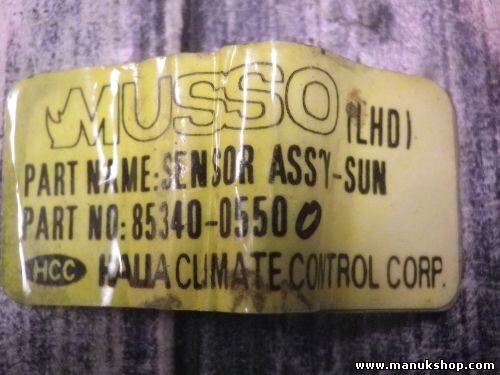 MUSSO (LHD)
PART NAME:SENSOR ASS'Y-SUN
PART NO:85340-05500
HCC HALLA CLIMATE CONTROL CORP.
www.manukshop.com